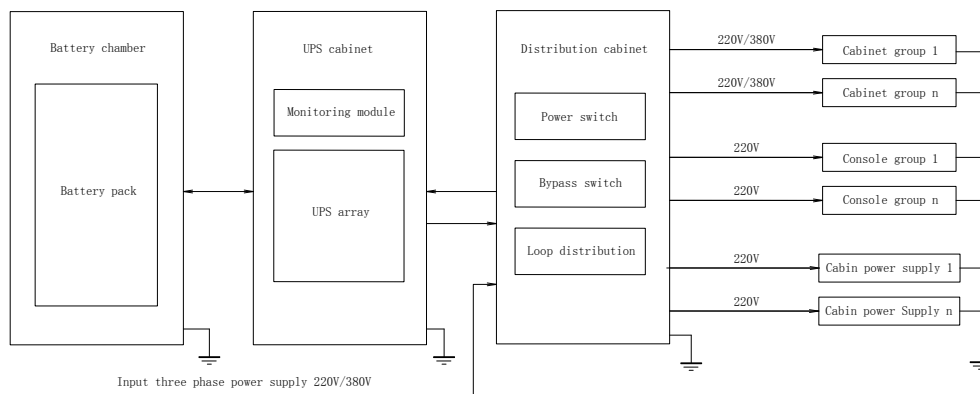 Battery chamber
Battery pack
UPS cabinet
Monitoring module
UPS array
Distribution cabinet
Power switch
Bypass switch
Loop distribution
220V/380V
Cabinet group 1
220V/380V
Cabinet group n
220V
Console group 1
220V
Console group n
220V
Cabin power supply 1
220V
Cabin power Supply n
Input three phase power supply 220V/380V